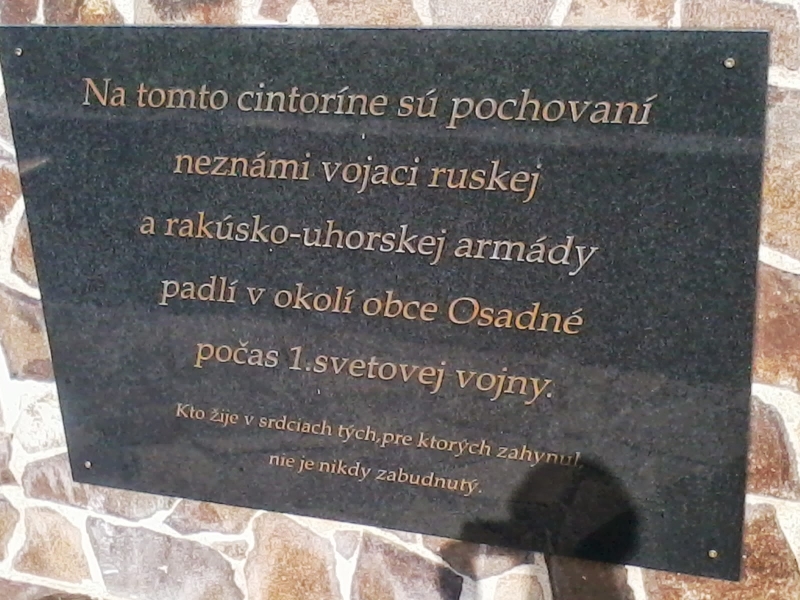 Na tomto cintoríne sú pochovaní
neznámi vojaci ruskej
a rakúsko-uhorskej armády
padlí v okolí obce Osadné
počas 1.svetovej vojny.
Kto žije v srdciach tých,pre ktorých zahynul,
nie je nikdy zabudnutý.